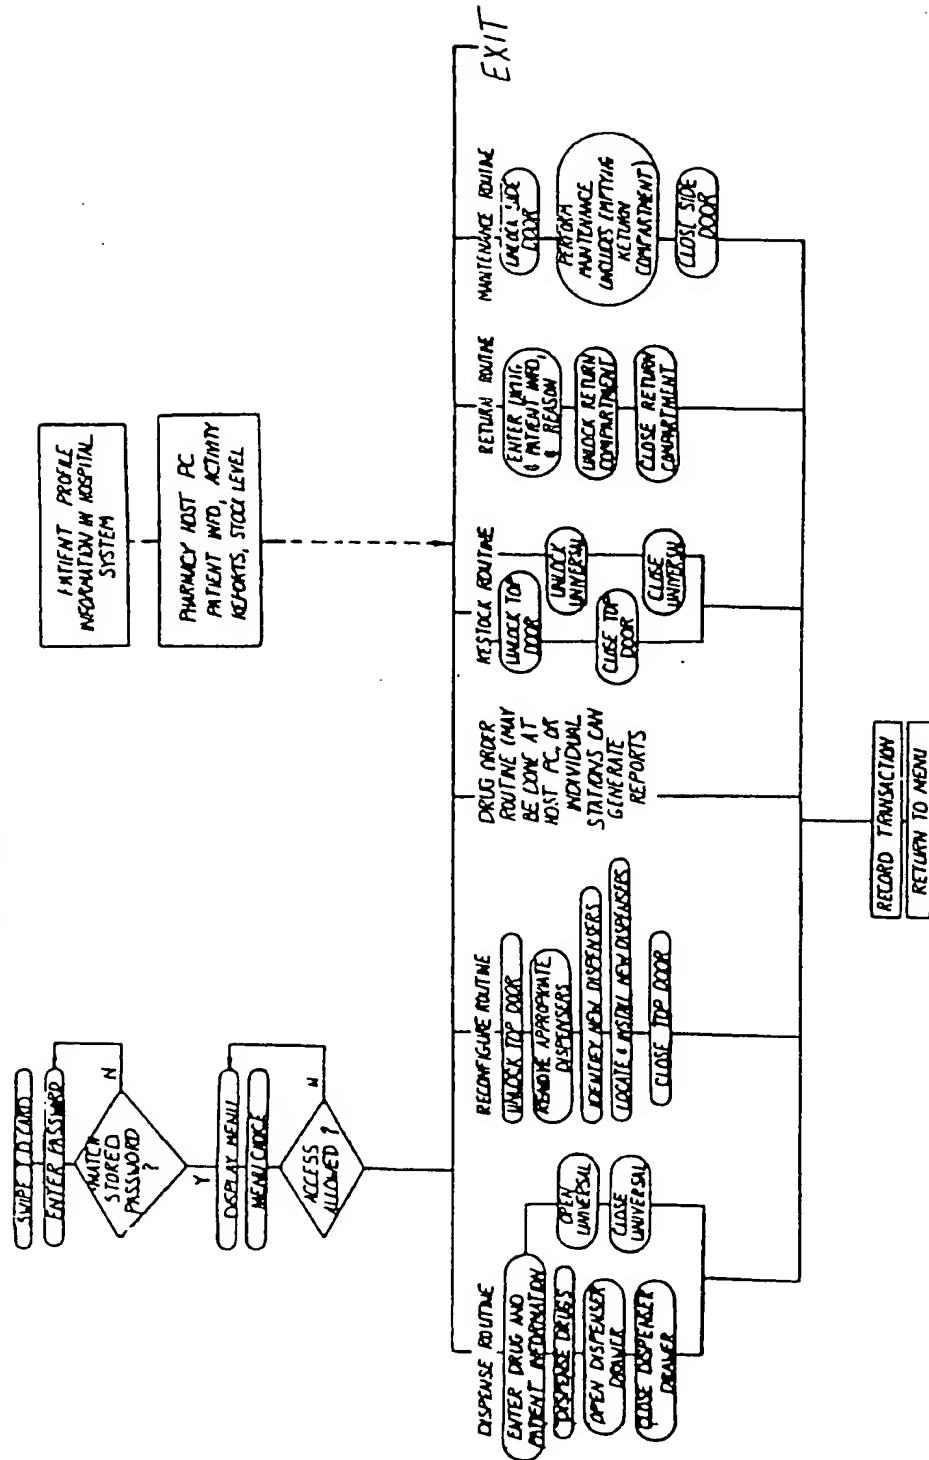 SWIPE I D CARD
ENTER PASSWORD
MATCH
STORED
PASSWORD
?
N
Y
DISPLAY MENU
MENU CHOICE
ACCESS
ALLOWED ?
N
PATIENT PROFILE
INFORMATION IN HOSPITAL
SYSTEM
PHARMACY HOST PC
PATIENT INFO, ACTIVITY
REPORTS, STOCK LEVEL
DISPENSE ROUTINE
ENTER DRUG AND
PATIENT INFORMATION
DISPENSE DRUGS
OPEN DISPENSER
DRAWER
CLOSE DISPENSER
DRAWER
OPEN
UNIVERSAL
CLOSE
UNIVERSAL
RECONFIGURE ROUTINE
UNLOCK TOP DOOR
REMOVE APPROPRIATE
DISPENSERS
IDENTIFY NEW DISPENSERS
LOCATE & INSTALL NEW DISPENSERS
CLOSE TOP DOOR
DRUG ORDER
ROUTINE (MAY
BE DONE AT
HOST PC, OR
INDIVIDUAL
STATIONS CAN
GENERATE
REPORTS
RESTOCK ROUTINE
UNLOCK TOP
DOOR
UNLOCK
UNIVERSAL
CLOSE TOP
DOOR
CLOSE
UNIVERSAL
RETURN ROUTINE
ENTER
& PATIENT INFO,
& REASON
UNLOCK RETURN
COMPARTMENT
CLOSE RETURN
COMPARTMENT
MAINTENANCE ROUTINE
UNLOCK SIDE
DOOR
PERFORM
MAINTENANCE
(INCLUDES EMPTYING
RETURN
COMPARTMENT)
CLOSE SIDE
DOOR
EXIT
RECORD TRANSACTION
RETURN TO MENU